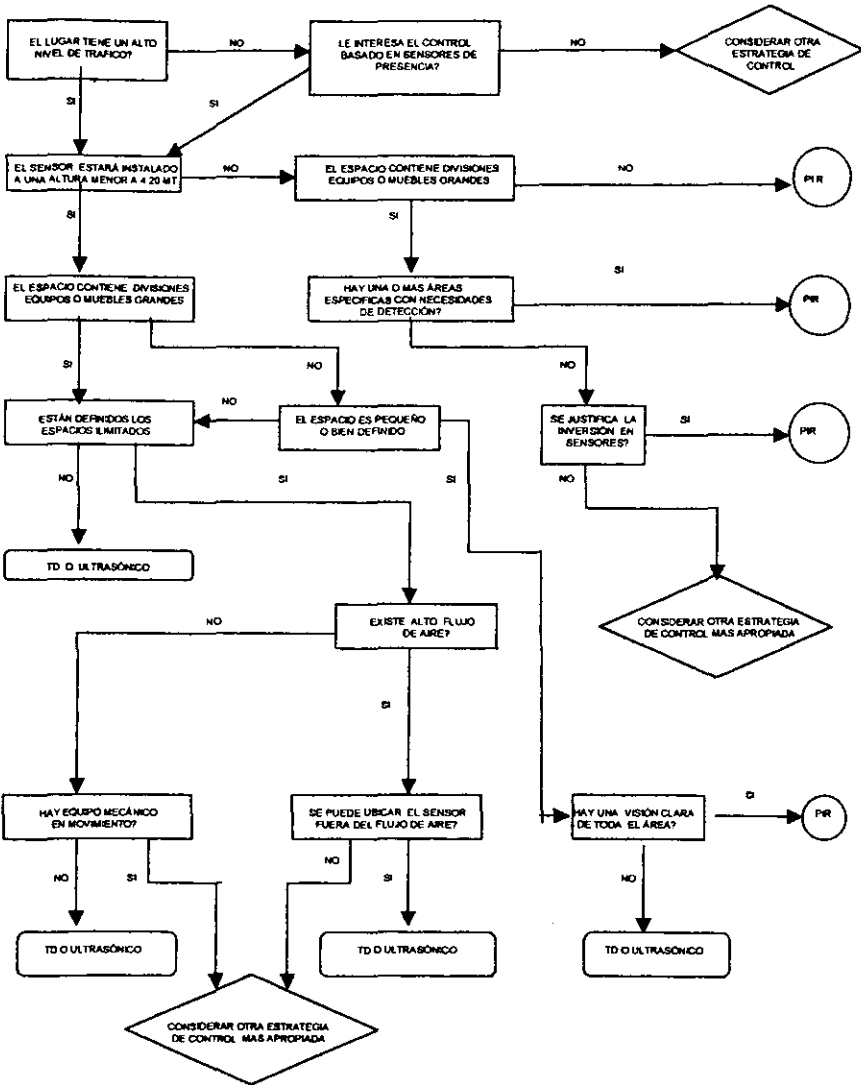 EL LUGAR TIENE UN ALTO
NIVEL DE TRAFICO?
NO
LE INTERESA EL CONTROL
BASADO EN SENSORES DE
PRESENCIA?
NO
CONSIDERAR OTRA
ESTRATEGIA DE
CONTROL
SI
SI
EL SENSOR ESTARÁ INSTALADO
A UNA ALTURA MENOR A 4.20 MT.
NO
EL ESPACIO CONTIENE DIVISIONES
EQUIPOS O MUEBLES GRANDES
NO
PIR
SI
SI
EL ESPACIO CONTIENE DIVISIONES
EQUIPOS O MUEBLES GRANDES
HAY UNA O MAS ÁREAS
ESPECIFICAS CON NECESIDADES
DE DETECCIÓN?
SI
PIR
SI
NO
NO
ESTÁN DEFINIDOS LOS
ESPACIOS ILIMITADOS
NO
EL ESPACIO ES PEQUEÑO
O BIEN DEFINIDO
SE JUSTIFICA LA
INVERSIÓN EN
SENSORES?
SI
PIR
NO
SI
SI
NO
TD O ULTRASÓNICO
EXISTE ALTO FLUJO
DE AIRE?
CONSIDERAR OTRA ESTRATEGIA
DE CONTROL MAS APROPIADA
NO
SI
HAY EQUIPO MECÁNICO
EN MOVIMIENTO?
SE PUEDE UBICAR EL SENSOR
FUERA DEL FLUJO DE AIRE?
HAY UNA VISIÓN CLARA
DE TODA EL ÁREA?
SI
PIR
NO
SI
NO
SI
NO
TD O ULTRASÓNICO
TD O ULTRASÓNICO
TD O ULTRASÓNICO
CONSIDERAR OTRA ESTRATEGIA
DE CONTROL MAS APROPIADA